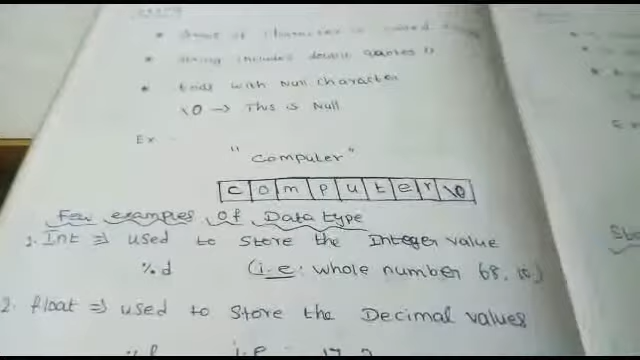 * Group of Character is called
* String includes double quotes "
* Ends with Null character
\0 → This is Null
Ex -
"Computer"
C o m p u t e r \0
Few examples Of Data type
1. Int ⇒ used to store the Integer value
%d (i.e: whole number 68, 10.)
2. float ⇒ used to store the Decimal values
%f i.e
Ex
Sto